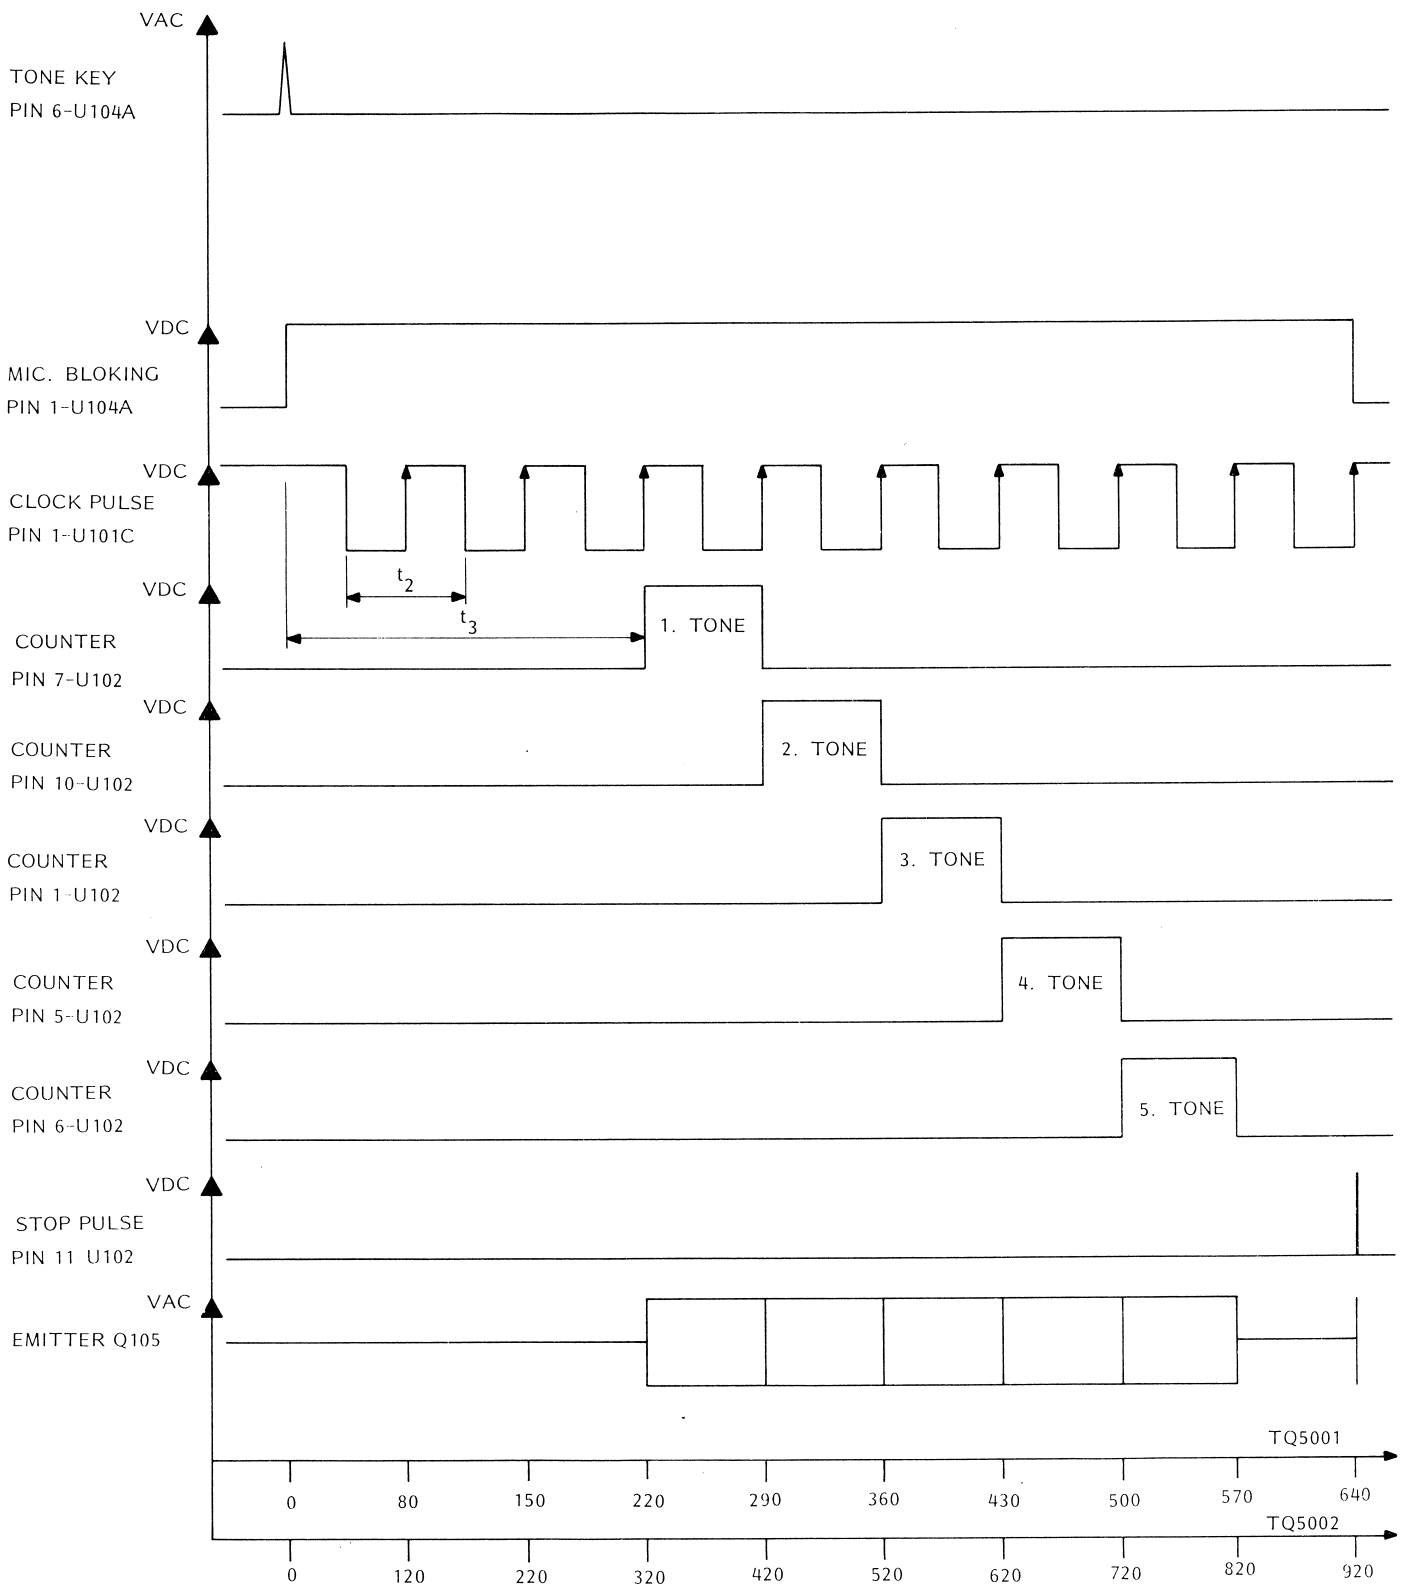 VAC
TONE KEY
PIN 6-U104A
VDC
MIC. BLOKING
PIN 1-U104A
VDC
CLOCK PULSE
PIN 1-U101C
t2
VDC
t3
1. TONE
COUNTER
PIN 7-U102
VDC
COUNTER
2. TONE
PIN 10-U102
VDC
COUNTER
3. TONE
PIN 1-U102
VDC
COUNTER
4. TONE
PIN 5-U102
VDC
COUNTER
5. TONE
PIN 6-U102
VDC
STOP PULSE
PIN 11 U102
VAC
EMITTER Q105
TQ5001
0 80 150 220 290 360 430 500 570 640
TQ5002
0 120 220 320 420 520 620 720 820 920